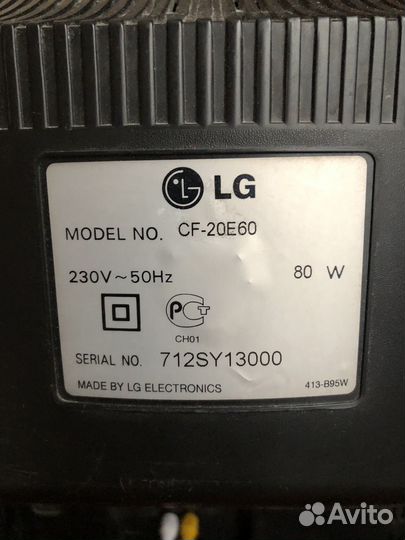 LG
MODEL NO. CF-20E60
230V~50Hz 80 W
РСт
CH01
SERIAL NO. 712SY13000
MADE BY LG ELECTRONICS 413-B95W
Avito